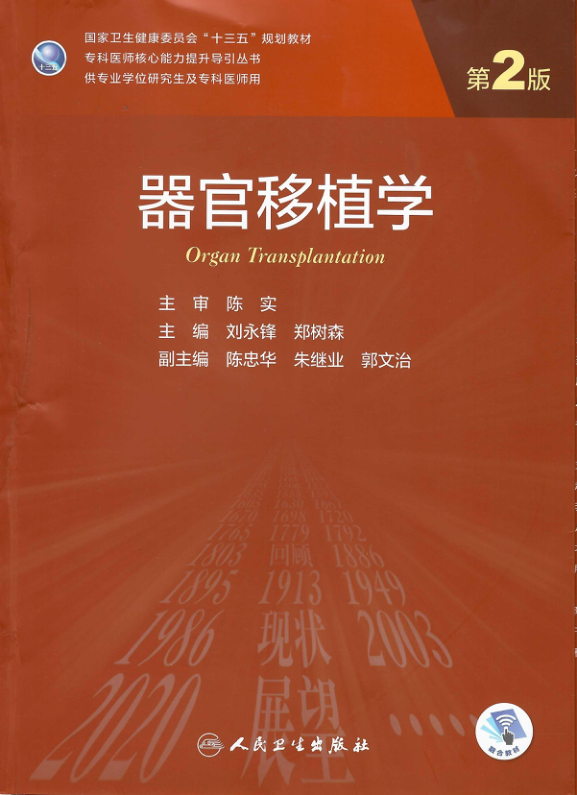 国家卫生健康委员会“十三五”规划教材
专科医师核心能力提升导引丛书
供专业学位研究生及专科医师用
第2版
器官移植学
Organ Transplantation
主 审 陈 实
主 编 刘永锋 郑树森
副主编 陈忠华 朱继业 郭文治
1765 1779 1792
1803 回顾 1886
1895 1913 1949
1986 现状 2003
2020 展望
人民卫生出版社
融合教材